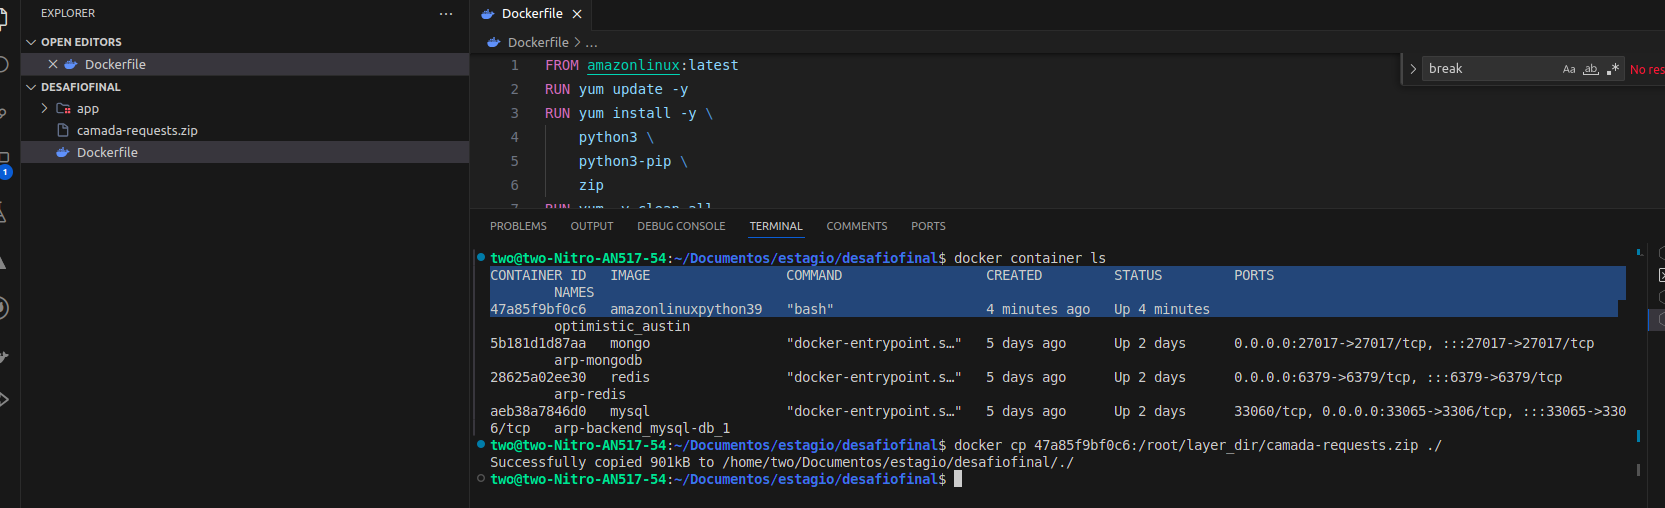 EXPLORER
···
OPEN EDITORS
Dockerfile
DESAFIOFINAL
app
camada-requests.zip
Dockerfile
1
Dockerfile
Dockerfile > ...
1 FROM amazonlinux:latest
2 RUN yum update -y
3 RUN yum install -y \
4 python3 \
5 python3-pip \
6 zip
7 RUN yum -y clean all
break
Aa ab .*
No res
PROBLEMS OUTPUT DEBUG CONSOLE TERMINAL COMMENTS PORTS
two@two-Nitro-AN517-54:~/Documentos/estagio/desafiofinal$ docker container ls
CONTAINER ID IMAGE COMMAND CREATED STATUS PORTS
NAMES
47a85f9bf0c6 amazonlinuxpython39 "bash" 4 minutes ago Up 4 minutes
optimistic_austin
5b181d1d87aa mongo "docker-entrypoint.s…" 5 days ago Up 2 days 0.0.0.0:27017->27017/tcp, :::27017->27017/tcp
arp-mongodb
28625a02ee30 redis "docker-entrypoint.s…" 5 days ago Up 2 days 0.0.0.0:6379->6379/tcp, :::6379->6379/tcp
arp-redis
aeb38a7846d0 mysql "docker-entrypoint.s…" 5 days ago Up 2 days 33060/tcp, 0.0.0.0:33065->3306/tcp, :::33065->330
6/tcp arp-backend_mysql-db_1
two@two-Nitro-AN517-54:~/Documentos/estagio/desafiofinal$ docker cp 47a85f9bf0c6:/root/layer_dir/camada-requests.zip ./
Successfully copied 901kB to /home/two/Documentos/estagio/desafiofinal/./
two@two-Nitro-AN517-54:~/Documentos/estagio/desafiofinal$